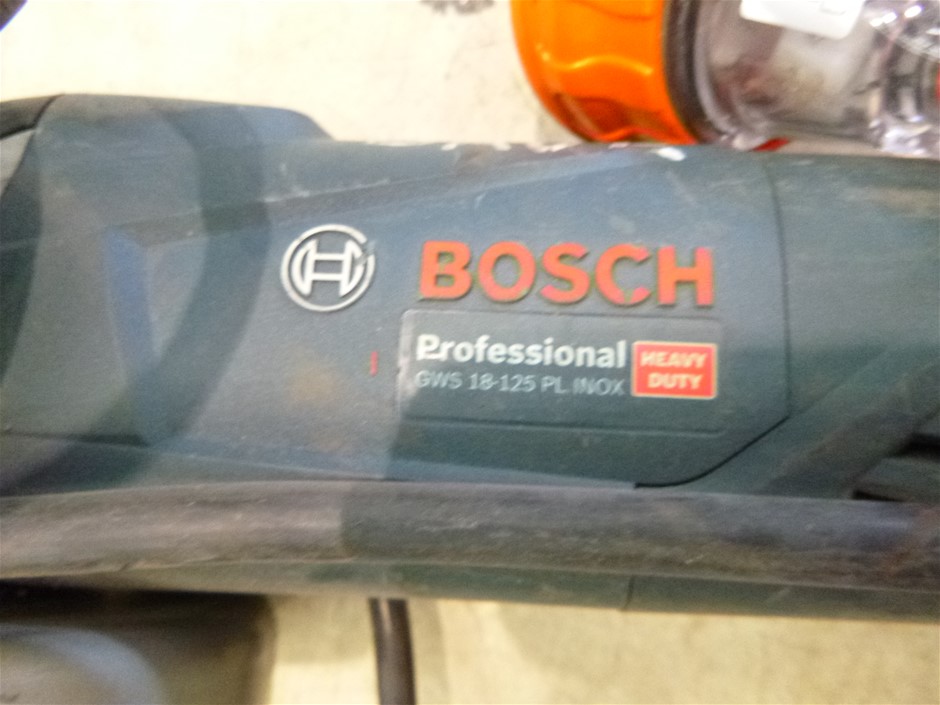 BOSCH
Professional
GWS 18-125 PL INOX
HEAVY
DUTY